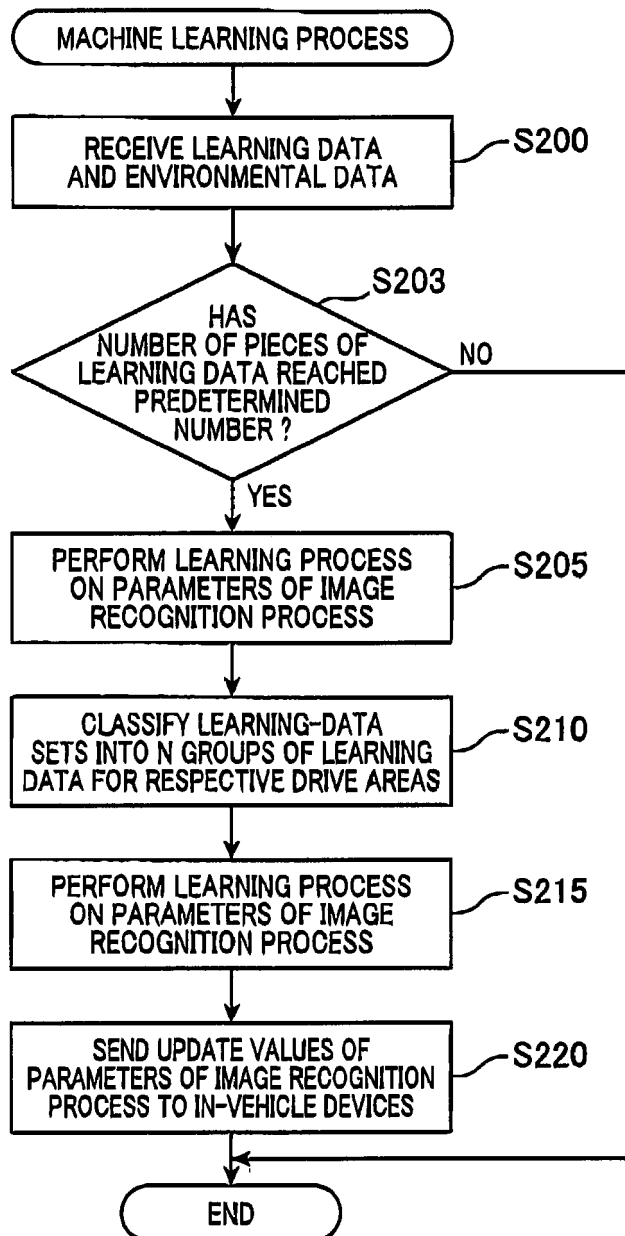 MACHINE LEARNING PROCESS
RECEIVE LEARNING DATA
AND ENVIRONMENTAL DATA
S200
S203
HAS
NUMBER OF PIECES OF
LEARNING DATA REACHED
PREDETERMINED
NUMBER ?
NO
YES
PERFORM LEARNING PROCESS
ON PARAMETERS OF IMAGE
RECOGNITION PROCESS
S205
CLASSIFY LEARNING-DATA
SETS INTO N GROUPS OF LEARNING
DATA FOR RESPECTIVE DRIVE AREAS
S210
PERFORM LEARNING PROCESS
ON PARAMETERS OF IMAGE
RECOGNITION PROCESS
S215
SEND UPDATE VALUES OF
PARAMETERS OF IMAGE RECOGNITION
PROCESS TO IN-VEHICLE DEVICES
S220
END